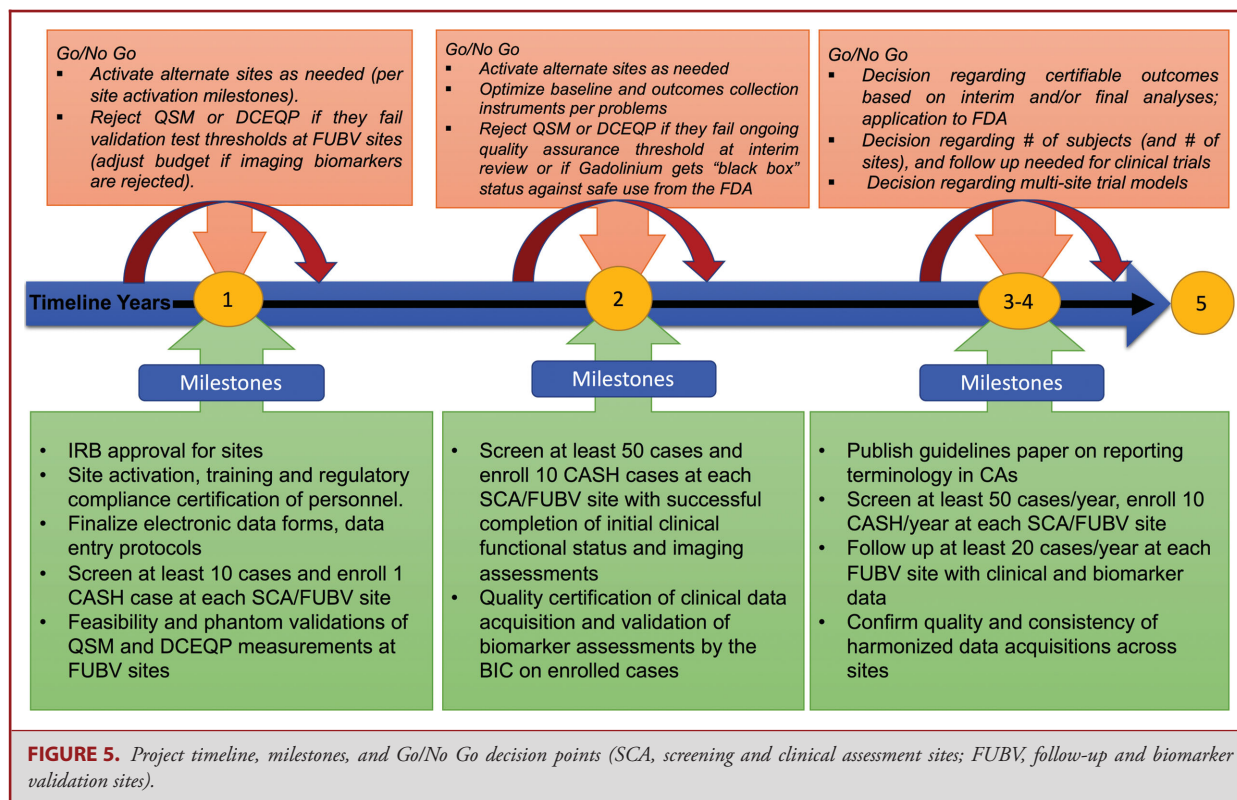 Go/No Go
▪ Activate alternate sites as needed (per
site activation milestones).
▪ Reject QSM or DCEQP if they fail
validation test thresholds at FUBV sites
(adjust budget if imaging biomarkers
are rejected).
Go/No Go
▪ Activate alternate sites as needed
▪ Optimize baseline and outcomes collection
instruments per problems
▪ Reject QSM or DCEQP if they fail ongoing
quality assurance threshold at interim
review or if Gadolinium gets “black box”
status against safe use from the FDA
Go/No Go
▪ Decision regarding certifiable outcomes
based on interim and/or final analyses;
application to FDA
▪ Decision regarding # of subjects (and # of
sites), and follow up needed for clinical trials
▪ Decision regarding multi-site trial models
Timeline Years
1
2
3-4
5
Milestones
Milestones
Milestones
• IRB approval for sites
• Site activation, training and regulatory
compliance certification of personnel.
• Finalize electronic data forms, data
entry protocols
• Screen at least 10 cases and enroll 1
CASH case at each SCA/FUBV site
• Feasibility and phantom validations of
QSM and DCEQP measurements at
FUBV sites
• Screen at least 50 cases and
enroll 10 CASH cases at each
SCA/FUBV site with successful
completion of initial clinical
functional status and imaging
assessments
• Quality certification of clinical data
acquisition and validation of
biomarker assessments by the
BIC on enrolled cases
• Publish guidelines paper on reporting
terminology in CAs
• Screen at least 50 cases/year, enroll 10
CASH/year at each SCA/FUBV site
• Follow up at least 20 cases/year at each
FUBV site with clinical and biomarker
data
• Confirm quality and consistency of
harmonized data acquisitions across
sites
FIGURE 5. Project timeline, milestones, and Go/No Go decision points (SCA, screening and clinical assessment sites; FUBV, follow-up and biomarker
validation sites).